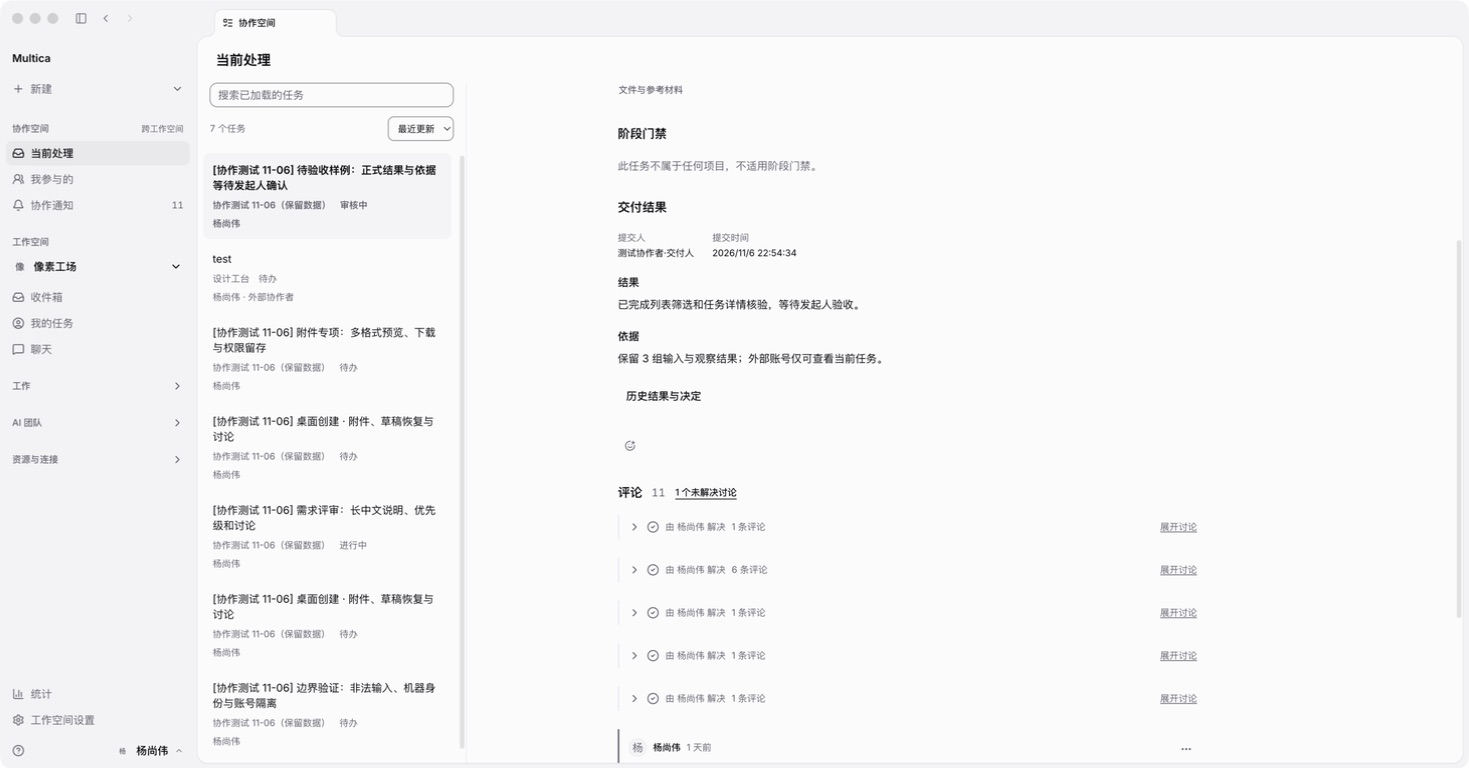 协作空间
Multica
新建
协作空间 跨工作空间
当前处理
我参与的
协作通知 11
工作空间
像 像素工场
收件箱
我的任务
聊天
工作
AI 团队
资源与连接
统计
工作空间设置
杨 杨尚伟
当前处理
搜索已加载的任务
7 个任务 最近更新
[协作测试 11-06] 待验收样例：正式结果与依据
等待发起人确认
协作测试 11-06（保留数据） 审核中
杨尚伟
test
设计工台 待办
杨尚伟 · 外部协作者
[协作测试 11-06] 附件专项：多格式预览、下载
与权限留存
协作测试 11-06（保留数据） 待办
杨尚伟
[协作测试 11-06] 桌面创建 · 附件、草稿恢复与
讨论
协作测试 11-06（保留数据） 待办
杨尚伟
[协作测试 11-06] 需求评审：长中文说明、优先
级和讨论
协作测试 11-06（保留数据） 进行中
杨尚伟
[协作测试 11-06] 桌面创建 · 附件、草稿恢复与
讨论
协作测试 11-06（保留数据） 待办
杨尚伟
[协作测试 11-06] 边界验证：非法输入、机器身
份与账号隔离
协作测试 11-06（保留数据） 待办
杨尚伟
文件与参考材料
阶段门禁
此任务不属于任何项目，不适用阶段门禁。
交付结果
提交人 提交时间
测试协作者·交付人 2026/11/6 22:54:34
结果
已完成列表筛选和任务详情核验，等待发起人验收。
依据
保留 3 组输入与观察结果；外部账号仅可查看当前任务。
历史结果与决定
评论 11 1 个未解决讨论
由 杨尚伟 解决 1 条评论 展开讨论
由 杨尚伟 解决 6 条评论 展开讨论
由 杨尚伟 解决 1 条评论 展开讨论
由 杨尚伟 解决 1 条评论 展开讨论
由 杨尚伟 解决 1 条评论 展开讨论
杨 杨尚伟 1 天前